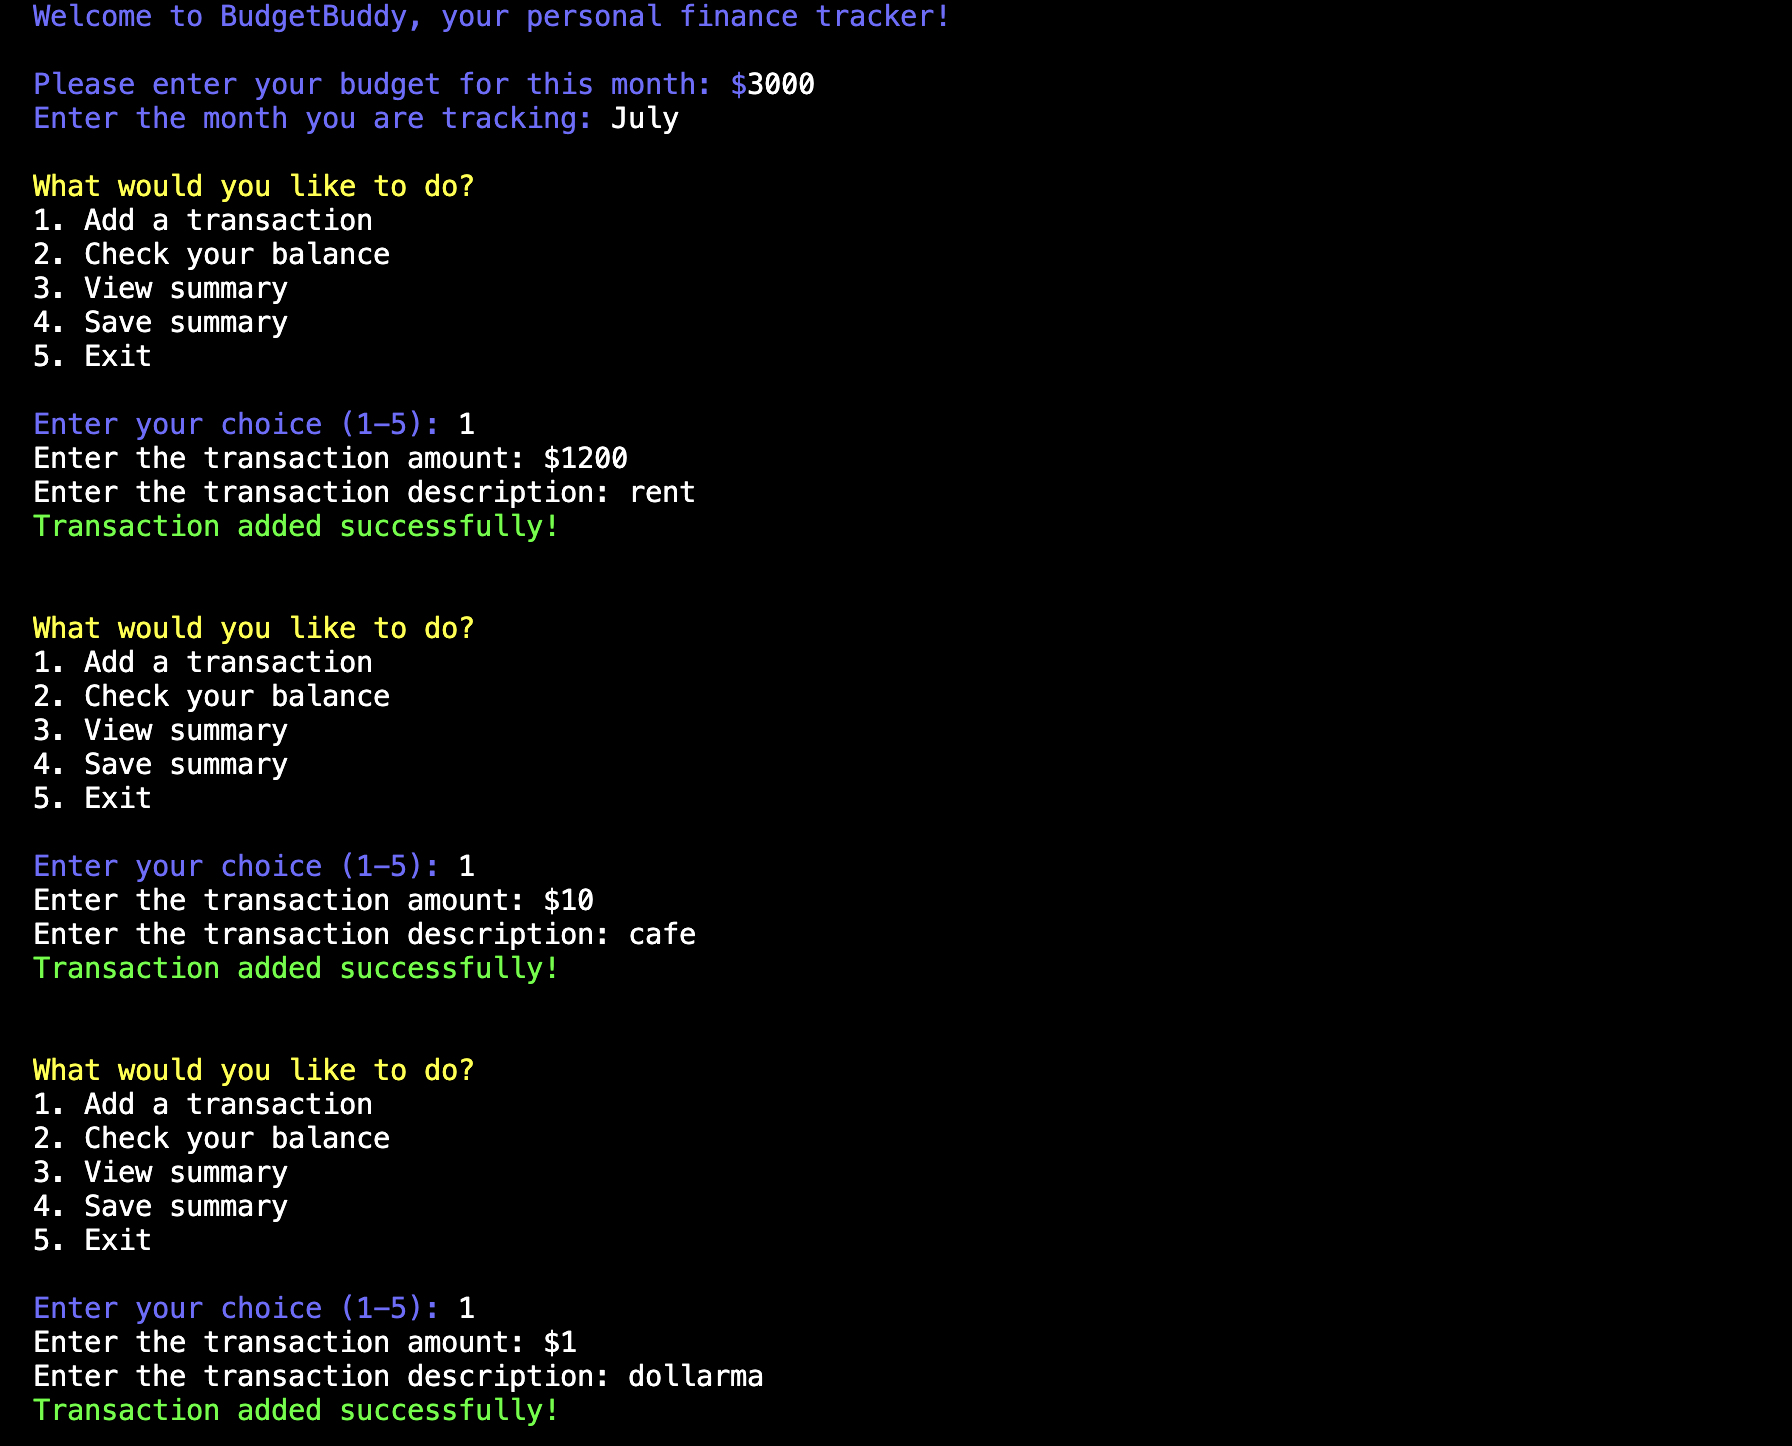 Welcome to BudgetBuddy, your personal finance tracker!
Please enter your budget for this month: $3000
Enter the month you are tracking: July
What would you like to do?
1. Add a transaction
2. Check your balance
3. View summary
4. Save summary
5. Exit
Enter your choice (1-5): 1
Enter the transaction amount: $1200
Enter the transaction description: rent
Transaction added successfully!
What would you like to do?
1. Add a transaction
2. Check your balance
3. View summary
4. Save summary
5. Exit
Enter your choice (1-5): 1
Enter the transaction amount: $10
Enter the transaction description: cafe
Transaction added successfully!
What would you like to do?
1. Add a transaction
2. Check your balance
3. View summary
4. Save summary
5. Exit
Enter your choice (1-5): 1
Enter the transaction amount: $1
Enter the transaction description: dollarma
Transaction added successfully!